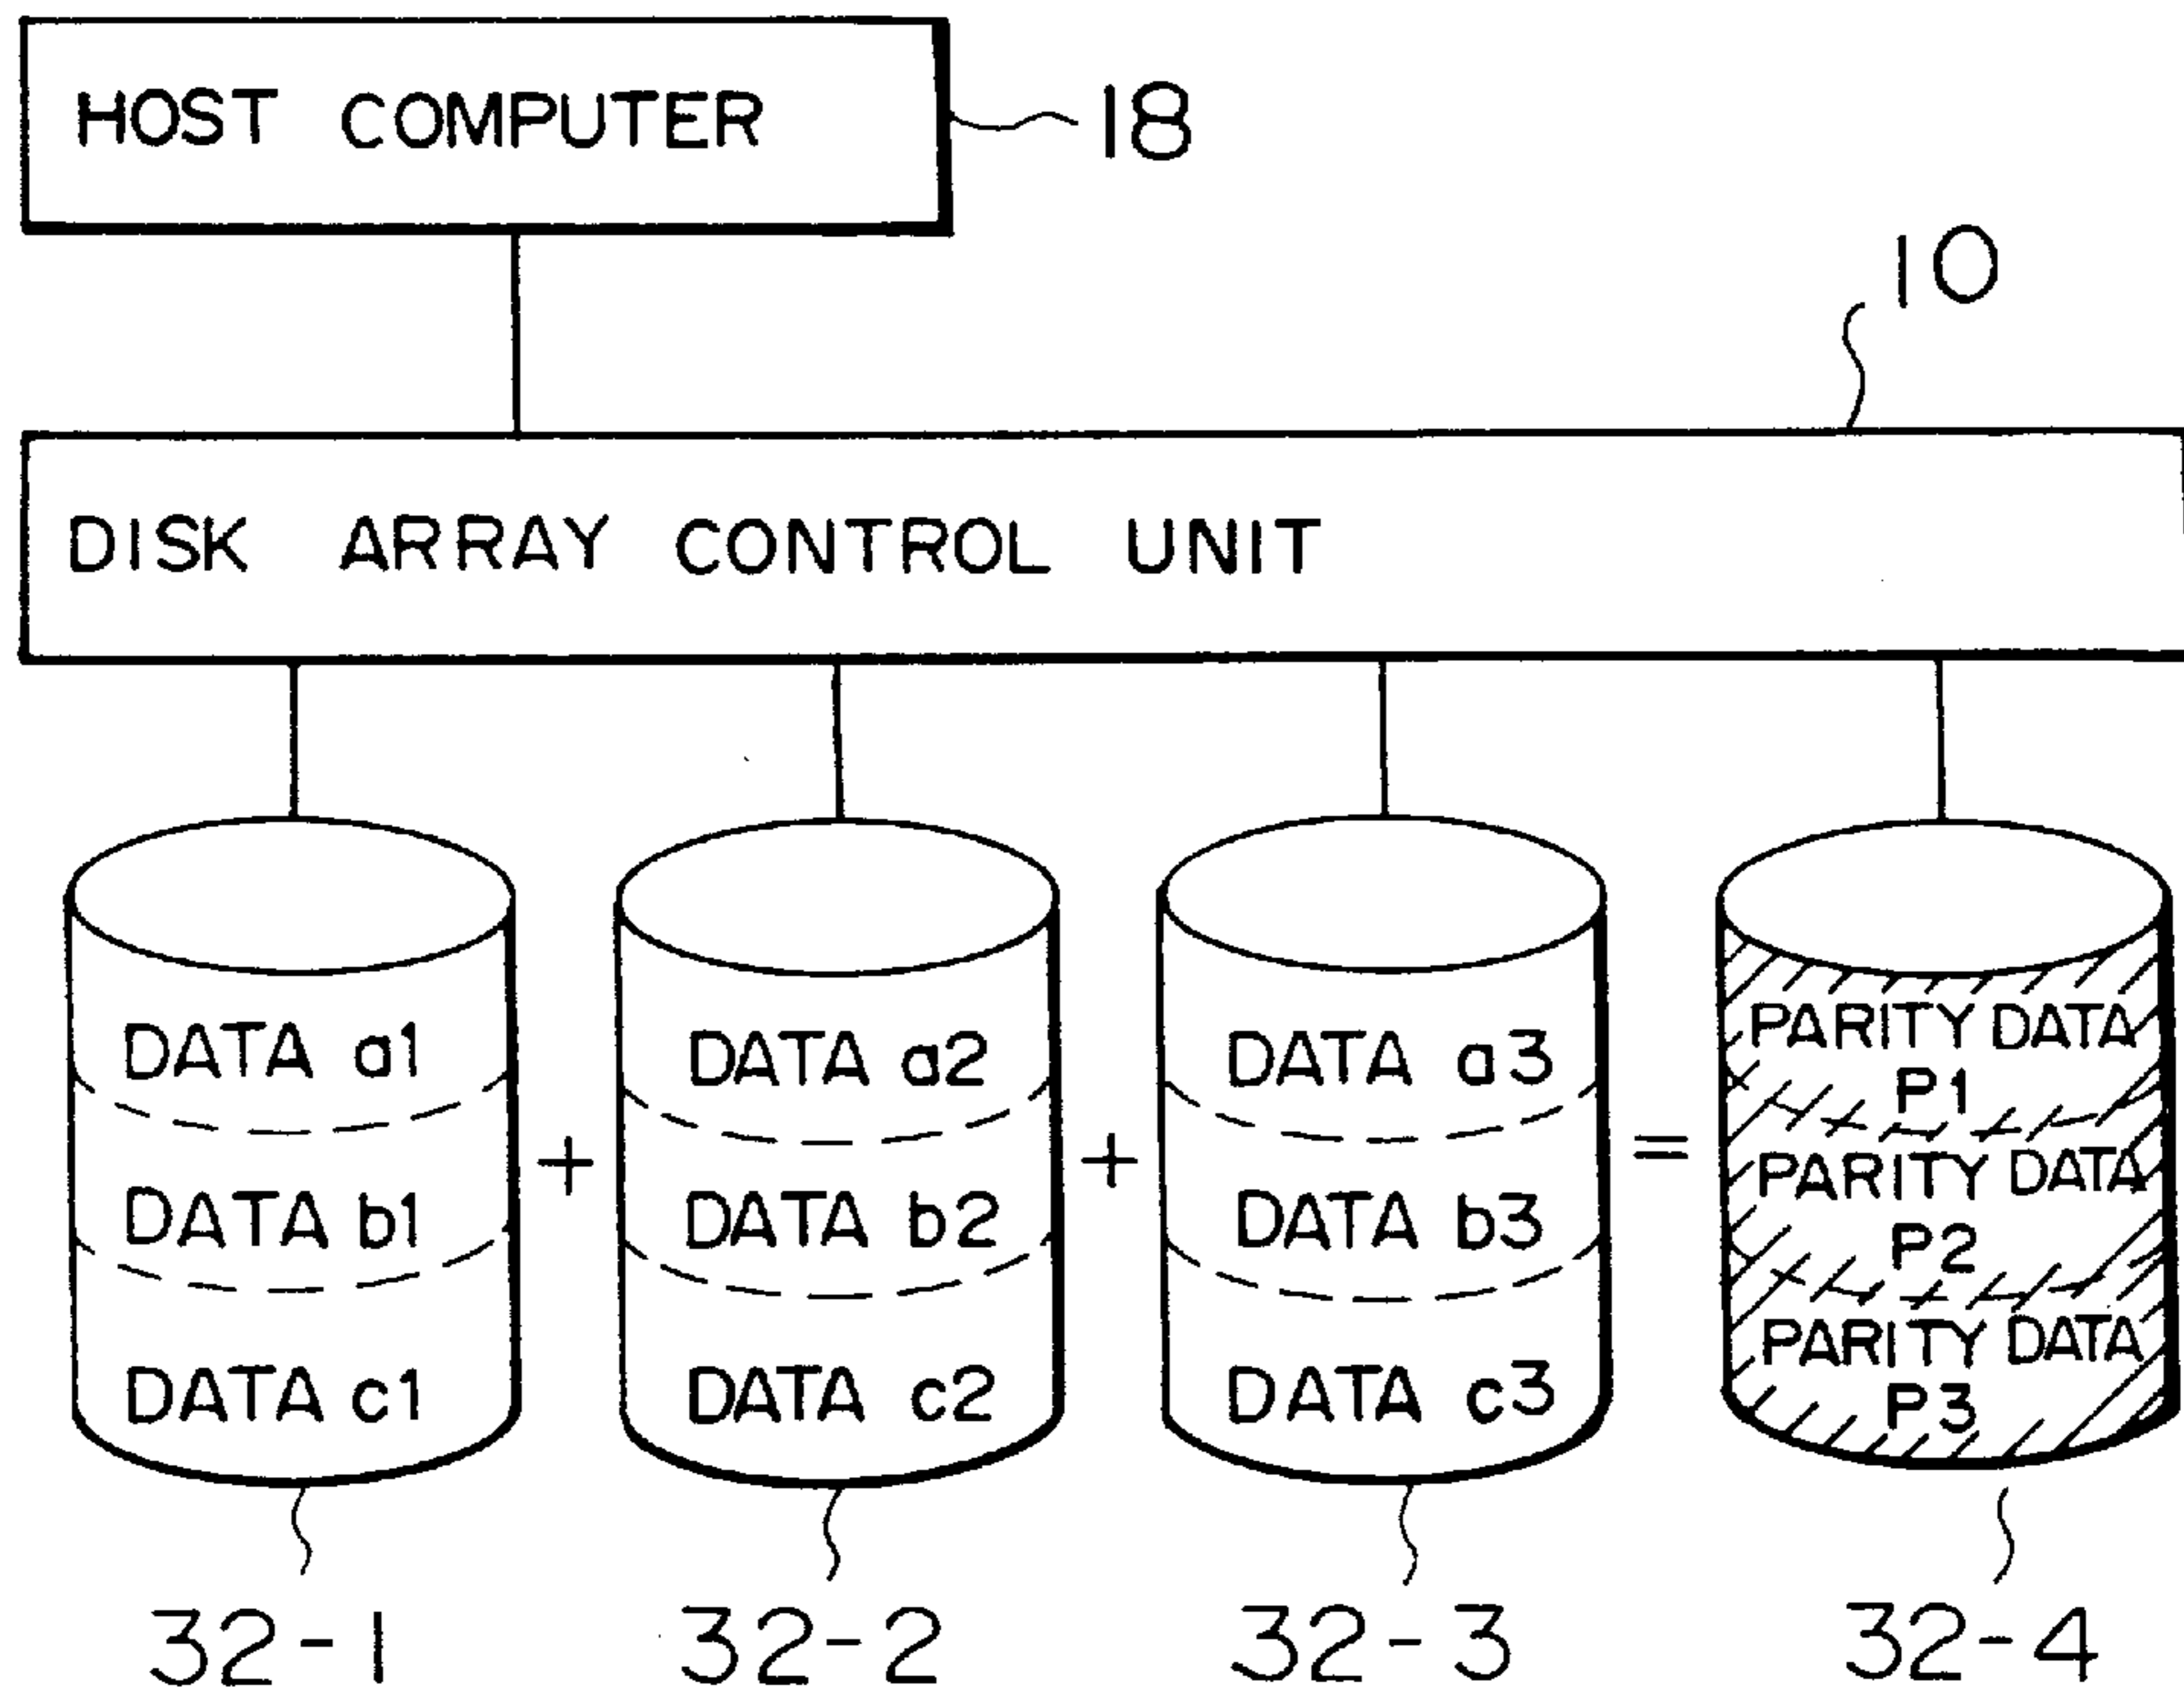 HOST COMPUTER
18
10
DISK ARRAY CONTROL UNIT
DATA a1
DATA b1
DATA c1
+
DATA a2
DATA b2
DATA c2
+
DATA a3
DATA b3
DATA c3
=
PARITY DATA
P1
PARITY DATA
P2
PARITY DATA
P3
32-1
32-2
32-3
32-4